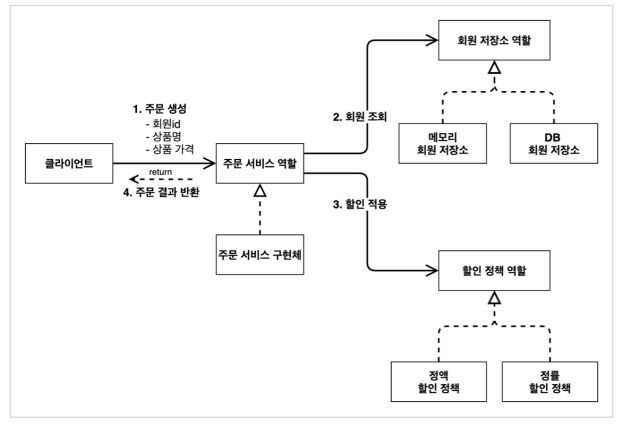 회원 저장소 역할
1. 주문 생성
- 회원id
- 상품명
- 상품 가격
2. 회원 조회
메모리
회원 저장소
DB
회원 저장소
클라이언트
주문 서비스 역할
return
4. 주문 결과 반환
3. 할인 적용
주문 서비스 구현체
할인 정책 역할
정액
할인 정책
정률
할인 정책